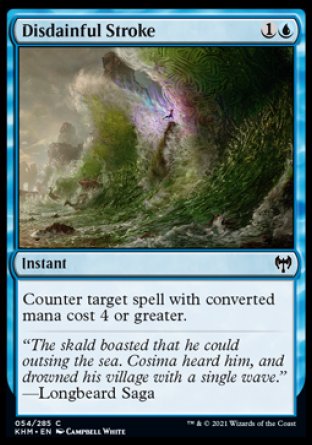 Disdainful Stroke 1
Instant
Counter target spell with converted
mana cost 4 or greater.
“The skald boasted that he could
outsing the sea. Cosima heard him, and
drowned his village with a single wave.”
—Longbeard Saga
054/285 C
KHM • EN CAMPBELL WHITE
™ & © 2021 Wizards of the Coast